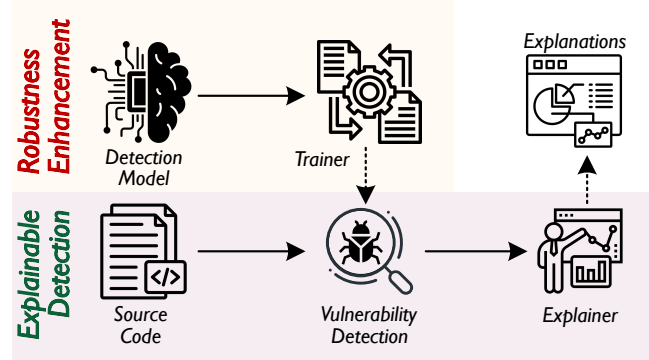 Robustness
Enhancement
Detection
Model
Trainer
Explanations
Explainable
Detection
Source
Code
</>
Vulnerability
Detection
Explainer